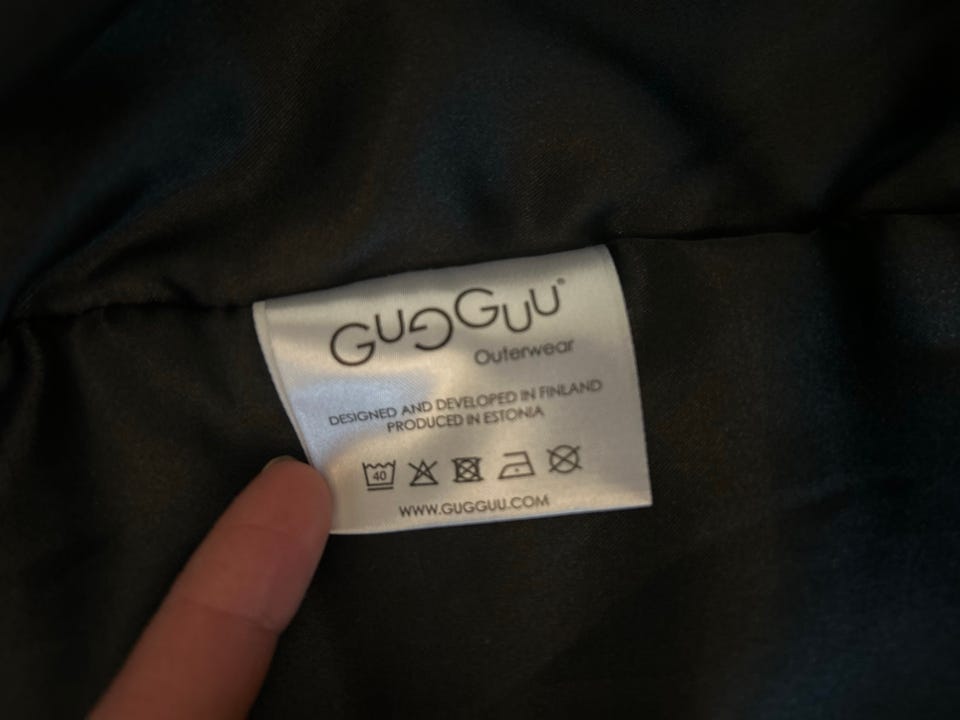 GUGGUU®
Outerwear
DESIGNED AND DEVELOPED IN FINLAND
PRODUCED IN ESTONIA
40
WWW.GUGGUU.COM